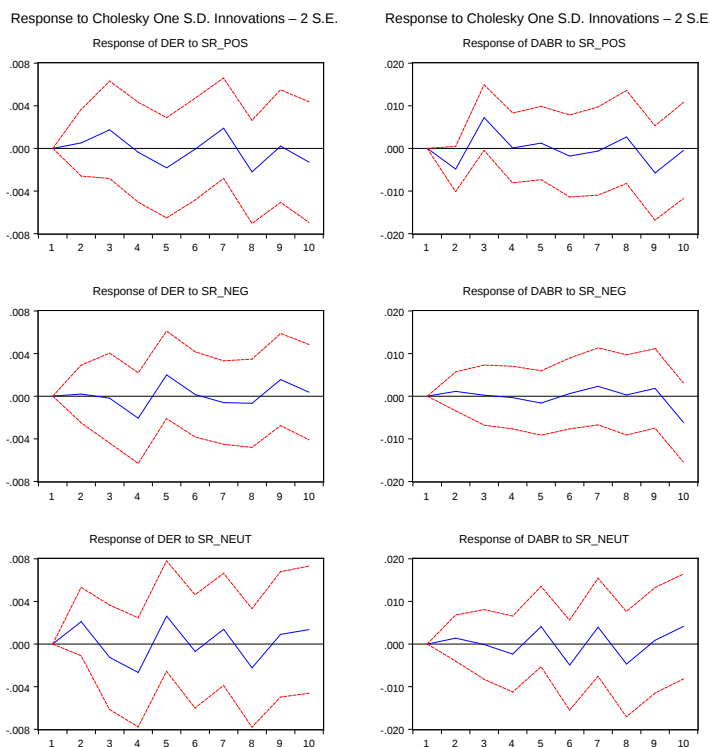 Response to Cholesky One S.D. Innovations – 2 S.E.
Response to Cholesky One S.D. Innovations – 2 S.E
Response of DER to SR_POS
.008
.004
.000
-.004
-.008
1 2 3 4 5 6 7 8 9 10
Response of DABR to SR_POS
.020
.010
.000
-.010
-.020
1 2 3 4 5 6 7 8 9 10
Response of DER to SR_NEG
.008
.004
.000
-.004
-.008
1 2 3 4 5 6 7 8 9 10
Response of DABR to SR_NEG
.020
.010
.000
-.010
-.020
1 2 3 4 5 6 7 8 9 10
Response of DER to SR_NEUT
.008
.004
.000
-.004
-.008
1 2 3 4 5 6 7 8 9 10
Response of DABR to SR_NEUT
.020
.010
.000
-.010
-.020
1 2 3 4 5 6 7 8 9 10